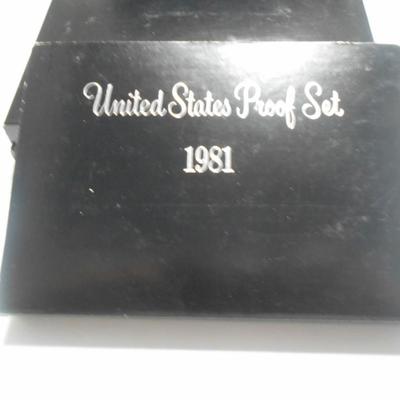 United States Proof Set
1981